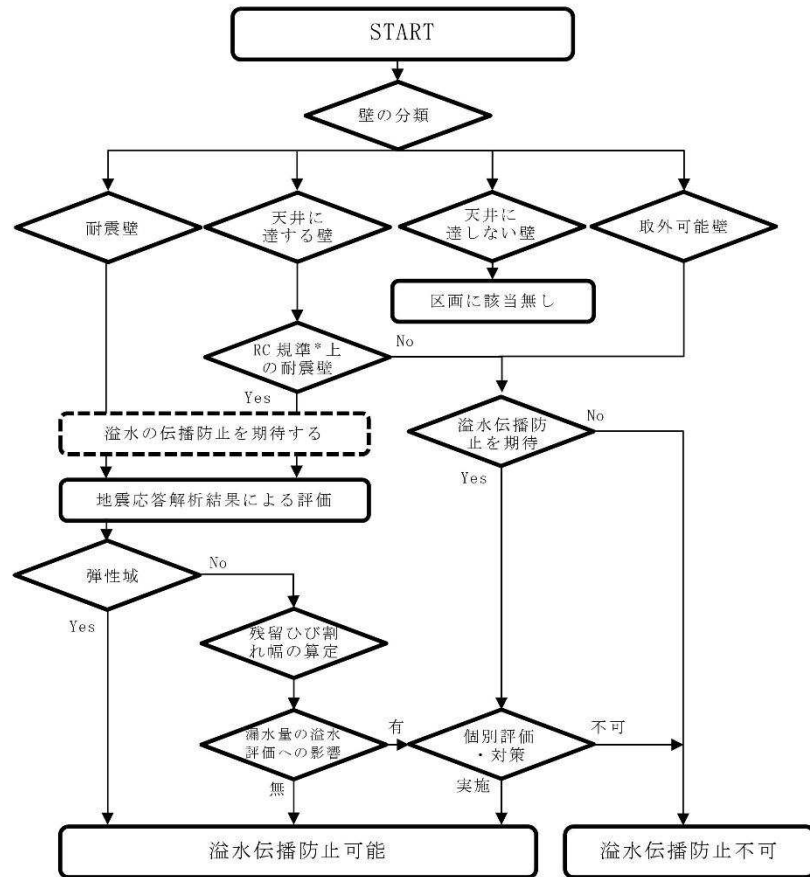 START
壁の分類
耐震壁
天井に
達する壁
天井に
達しない壁
取外可能壁
区画に該当無し
RC規準*上
の耐震壁
No
Yes
溢水の伝播防止を期待する
溢水伝播防
止を期待
No
Yes
地震応答解析結果による評価
弾性域
No
Yes
残留ひび割
れ幅の算定
漏水量の溢水
評価への影響
有
無
個別評価
・対策
不可
実施
溢水伝播防止可能
溢水伝播防止不可